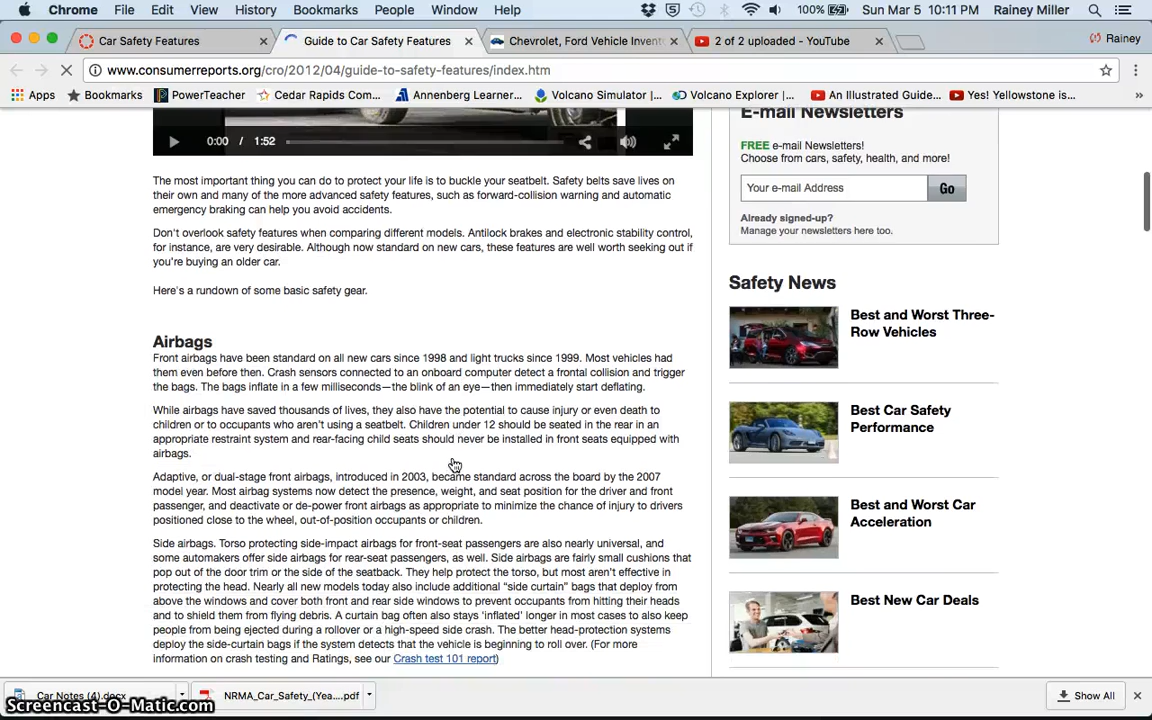 Chrome File Edit View History Bookmarks People Window Help 100% Sun Mar 5 10:11 PM Rainey Miller
Car Safety Features Guide to Car Safety Features Chevrolet, Ford Vehicle Invent 2 of 2 uploaded - YouTube Rainey
www.consumerreports.org/cro/2012/04/guide-to-safety-features/index.htm
Apps Bookmarks PowerTeacher Cedar Rapids Com... Annenberg Learner... Volcano Simulator |... Volcano Explorer |... An Illustrated Guide... Yes! Yellowstone is... »
0:00 / 1:52
The most important thing you can do to protect your life is to buckle your seatbelt. Safety belts save lives on
their own and many of the more advanced safety features, such as forward-collision warning and automatic
emergency braking can help you avoid accidents.
Don't overlook safety features when comparing different models. Antilock brakes and electronic stability control,
for instance, are very desirable. Although now standard on new cars, these features are well worth seeking out if
you're buying an older car.
Here's a rundown of some basic safety gear.
Airbags
Front airbags have been standard on all new cars since 1998 and light trucks since 1999. Most vehicles had
them even before then. Crash sensors connected to an onboard computer detect a frontal collision and trigger
the bags. The bags inflate in a few milliseconds—the blink of an eye—then immediately start deflating.
While airbags have saved thousands of lives, they also have the potential to cause injury or even death to
children or to occupants who aren't using a seatbelt. Children under 12 should be seated in the rear in an
appropriate restraint system and rear-facing child seats should never be installed in front seats equipped with
airbags.
Adaptive, or dual-stage front airbags, introduced in 2003, became standard across the board by the 2007
model year. Most airbag systems now detect the presence, weight, and seat position for the driver and front
passenger, and deactivate or de-power front airbags as appropriate to minimize the chance of injury to drivers
positioned close to the wheel, out-of-position occupants or children.
Side airbags. Torso protecting side-impact airbags for front-seat passengers are also nearly universal, and
some automakers offer side airbags for rear-seat passengers, as well. Side airbags are fairly small cushions that
pop out of the door trim or the side of the seatback. They help protect the torso, but most aren't effective in
protecting the head. Nearly all new models today also include additional “side curtain” bags that deploy from
above the windows and cover both front and rear side windows to prevent occupants from hitting their heads
and to shield them from flying debris. A curtain bag often also stays ‘inflated’ longer in most cases to also keep
people from being ejected during a rollover or a high-speed side crash. The better head-protection systems
deploy the side-curtain bags if the system detects that the vehicle is beginning to roll over. (For more
information on crash testing and Ratings, see our Crash test 101 report)
E-mail Newsletters
FREE e-mail Newsletters!
Choose from cars, safety, health, and more!
Your e-mail Address Go
Already signed-up?
Manage your newsletters here too.
Safety News
Best and Worst Three-
Row Vehicles
Best Car Safety
Performance
Best and Worst Car
Acceleration
Best New Car Deals
Car Notes (4).docx NRMA_Car_Safety_(Yea....pdf Show All
Screencast-O-Matic.com